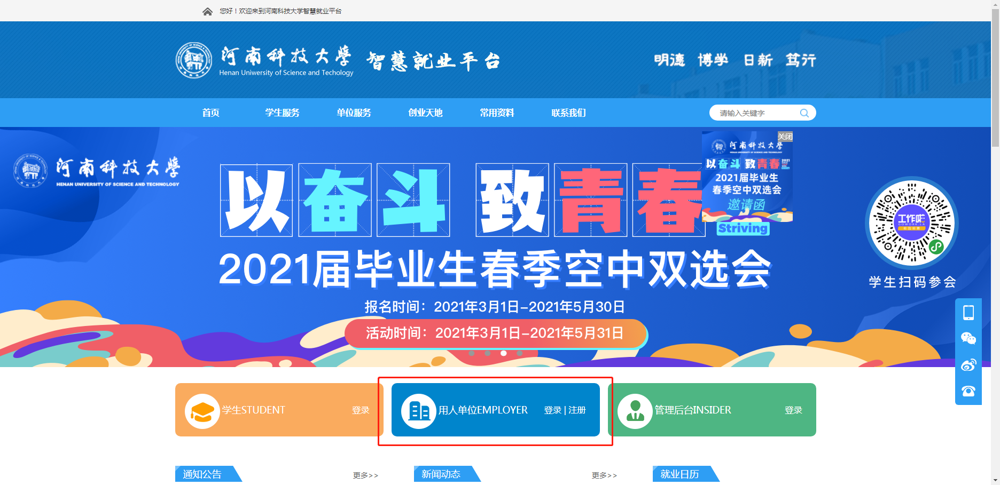 您好！欢迎来到河南科技大学智慧就业平台
河南科技大学 智慧就业平台
Henan Uniwersity of Science and Techology
明德 博学 日新 笃行
首页 学生服务 单位服务 创业天地 常用资料 联系我们
请输入关键字
河南科技大学
HENAN UNIVERSITY OF SCIENCE AND TECHNOLOGY
以奋斗 致青春
关闭
河南科技大学
以奋斗 致青春 2021
2021届毕业生
春季空中双选会
邀请函
Striving
2021届毕业生春季空中双选会
报名时间：2021年3月1日-2021年5月30日
活动时间：2021年3月1日-2021年5月31日
工作啦
GOWORK.LA
学生扫码参会
学生STUDENT 登录
用人单位EMPLOYER 登录 | 注册
管理后台INSIDER 登录
通知公告 更多>>
新闻动态 更多>>
就业日历